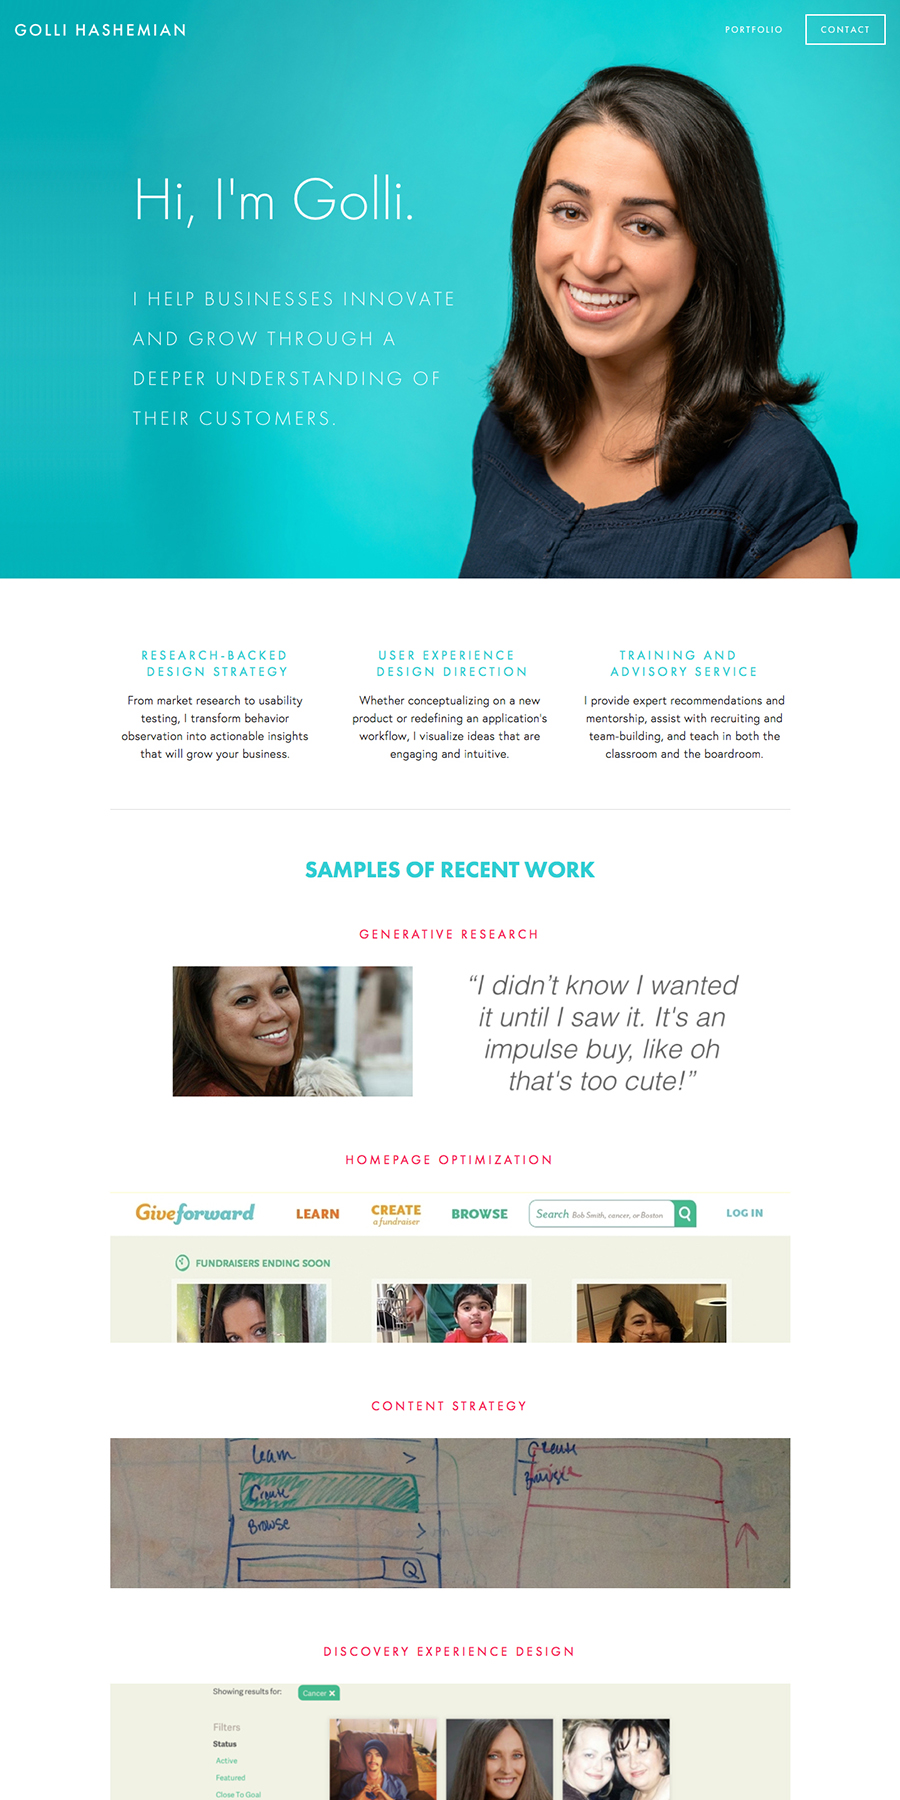 GOLLI HASHEMIAN
PORTFOLIO
CONTACT
Hi, I'm Golli.
I HELP BUSINESSES INNOVATE
AND GROW THROUGH A
DEEPER UNDERSTANDING OF
THEIR CUSTOMERS.
RESEARCH-BACKED
DESIGN STRATEGY
From market research to usability
testing, I transform behavior
observation into actionable insights
that will grow your business.
USER EXPERIENCE
DESIGN DIRECTION
Whether conceptualizing on a new
product or redefining an application's
workflow, I visualize ideas that are
engaging and intuitive.
TRAINING AND
ADVISORY SERVICE
I provide expert recommendations and
mentorship, assist with recruiting and
team-building, and teach in both the
classroom and the boardroom.
SAMPLES OF RECENT WORK
GENERATIVE RESEARCH
“I didn’t know I wanted
it until I saw it. It's an
impulse buy, like oh
that's too cute!”
HOMEPAGE OPTIMIZATION
Giveforward
LEARN
CREATE
a fundraiser
BROWSE
Search Bob Smith, cancer, or Boston
LOG IN
FUNDRAISERS ENDING SOON
CONTENT STRATEGY
Learn >
Create
Browse >
Q
Create
DISCOVERY EXPERIENCE DESIGN
Showing results for: Cancer ✖
Filters
Status
Active
Featured
Close To Goal